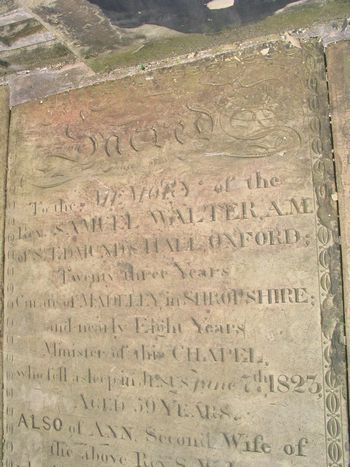 Sacred
To the MEMORY of the
Rev. SAMUEL WALTER, A.M
of St. EDMUND'S HALL OXFORD;
Twenty three Years
Curate of MADELEY, in SHROPSHIRE;
and nearly Eight Years
Minister of this CHAPEL,
who fell asleep in JESUS June 7th 1823,
AGED 59 YEARS.
ALSO of ANN, Second Wife of
the above Rev. S. W